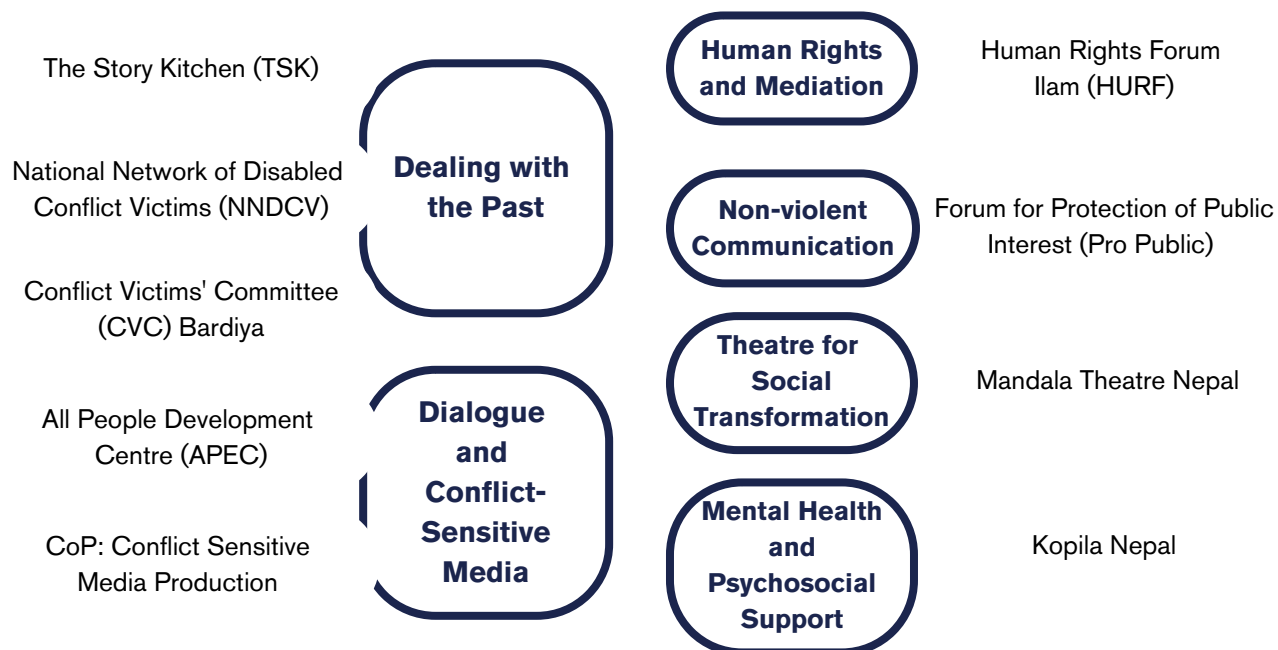 The Story Kitchen (TSK)
National Network of Disabled
Conflict Victims (NNDCV)
Conflict Victims' Committee
(CVC) Bardiya
Dealing with
the Past
All People Development
Centre (APEC)
CoP: Conflict Sensitive
Media Production
Dialogue
and
Conflict-
Sensitive
Media
Human Rights
and Mediation
Human Rights Forum
Ilam (HURF)
Non-violent
Communication
Forum for Protection of Public
Interest (Pro Public)
Theatre for
Social
Transformation
Mandala Theatre Nepal
Mental Health
and
Psychosocial
Support
Kopila Nepal